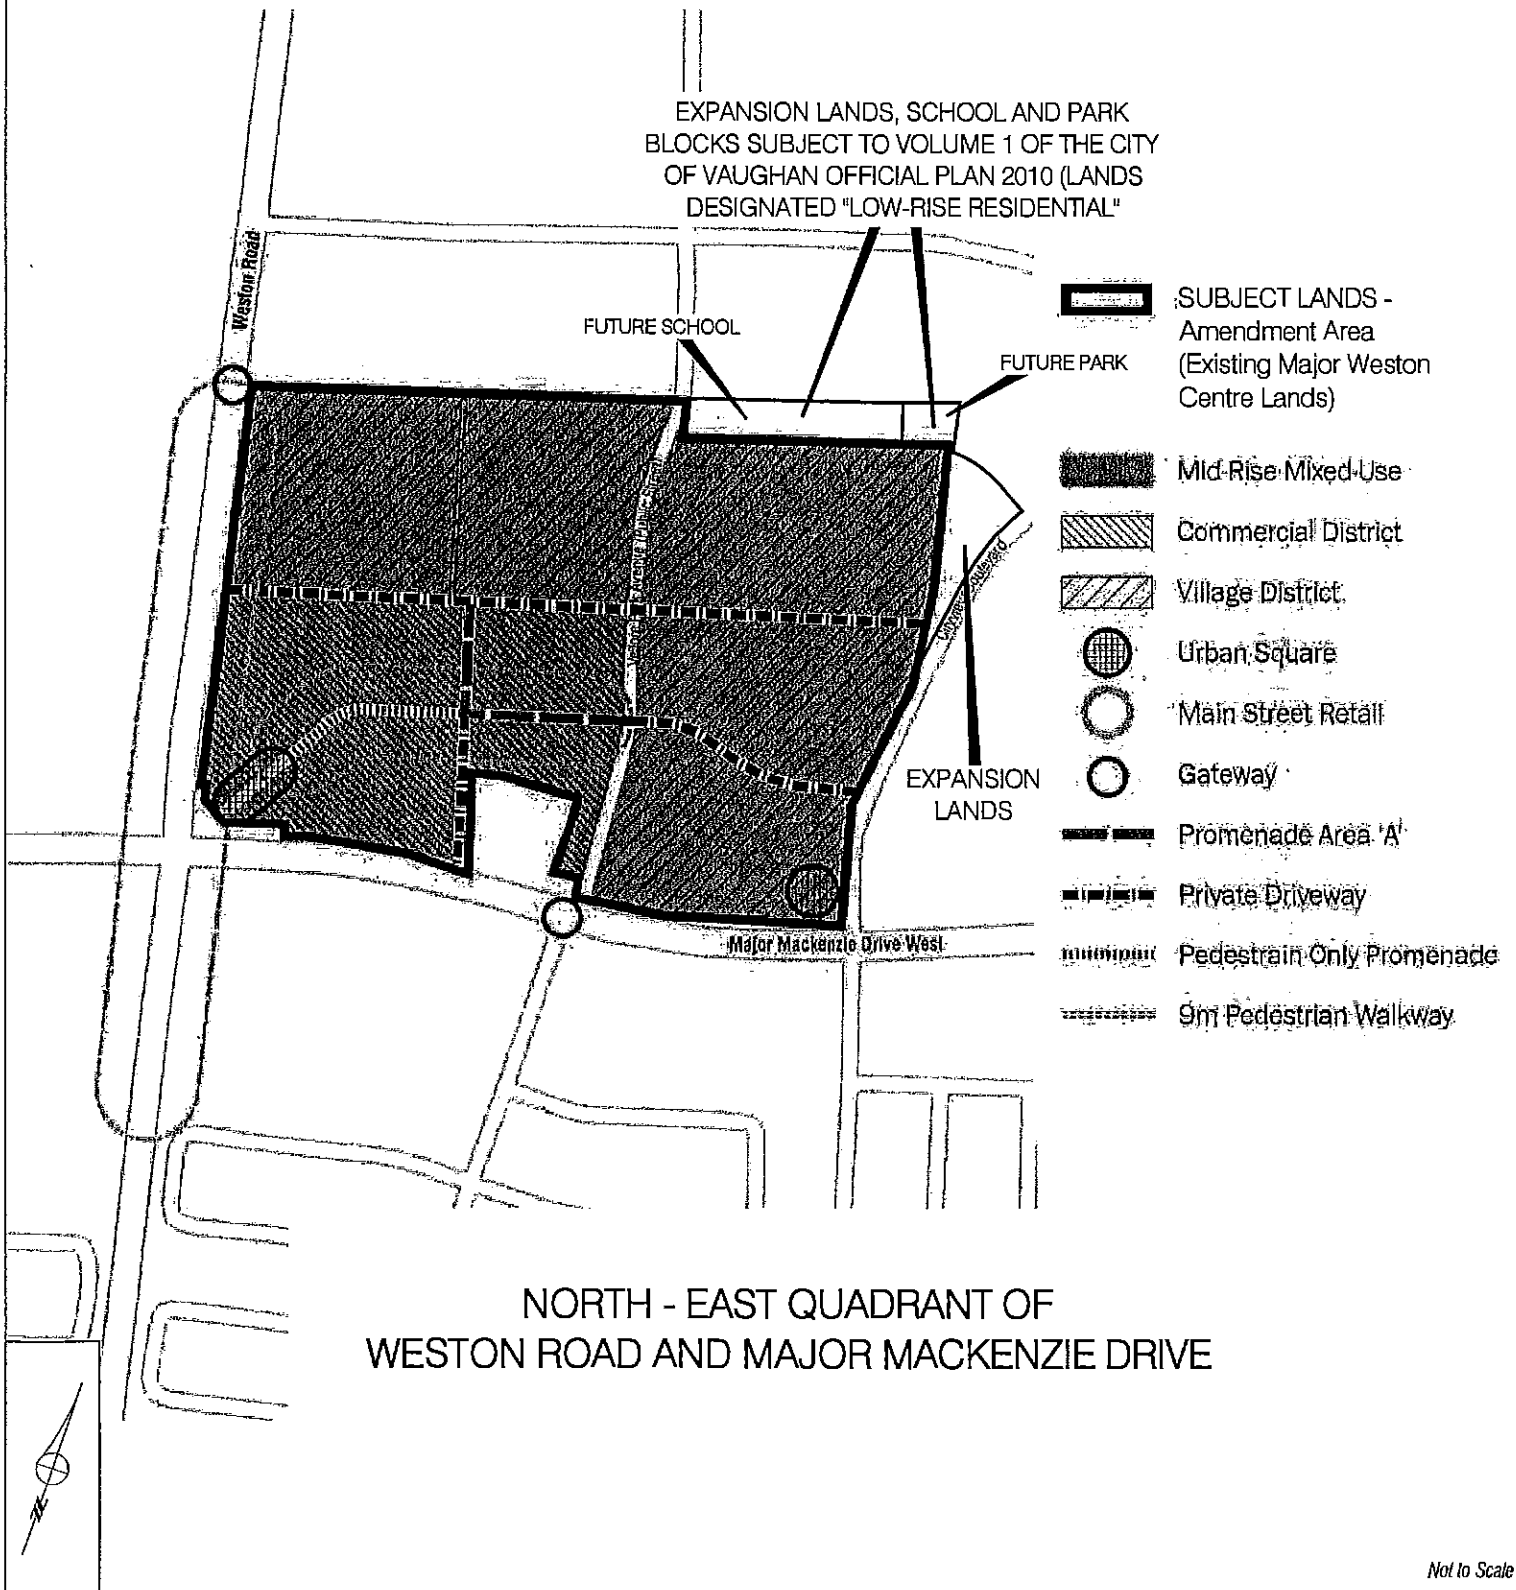 EXPANSION LANDS, SCHOOL AND PARK
BLOCKS SUBJECT TO VOLUME 1 OF THE CITY
OF VAUGHAN OFFICIAL PLAN 2010 (LANDS
DESIGNATED "LOW-RISE RESIDENTIAL"
Weston Road
FUTURE SCHOOL
FUTURE PARK
SUBJECT LANDS -
Amendment Area
(Existing Major Weston
Centre Lands)
Mid-Rise Mixed-Use
Commercial District
Village District
Urban Square
Main Street Retail
Gateway
EXPANSION
LANDS
Promenade Area 'A'
Private Driveway
Pedestrain Only Promenade
9m Pedestrian Walkway
Major Mackenzie Drive West
NORTH - EAST QUADRANT OF
WESTON ROAD AND MAJOR MACKENZIE DRIVE
N
Not to Scale